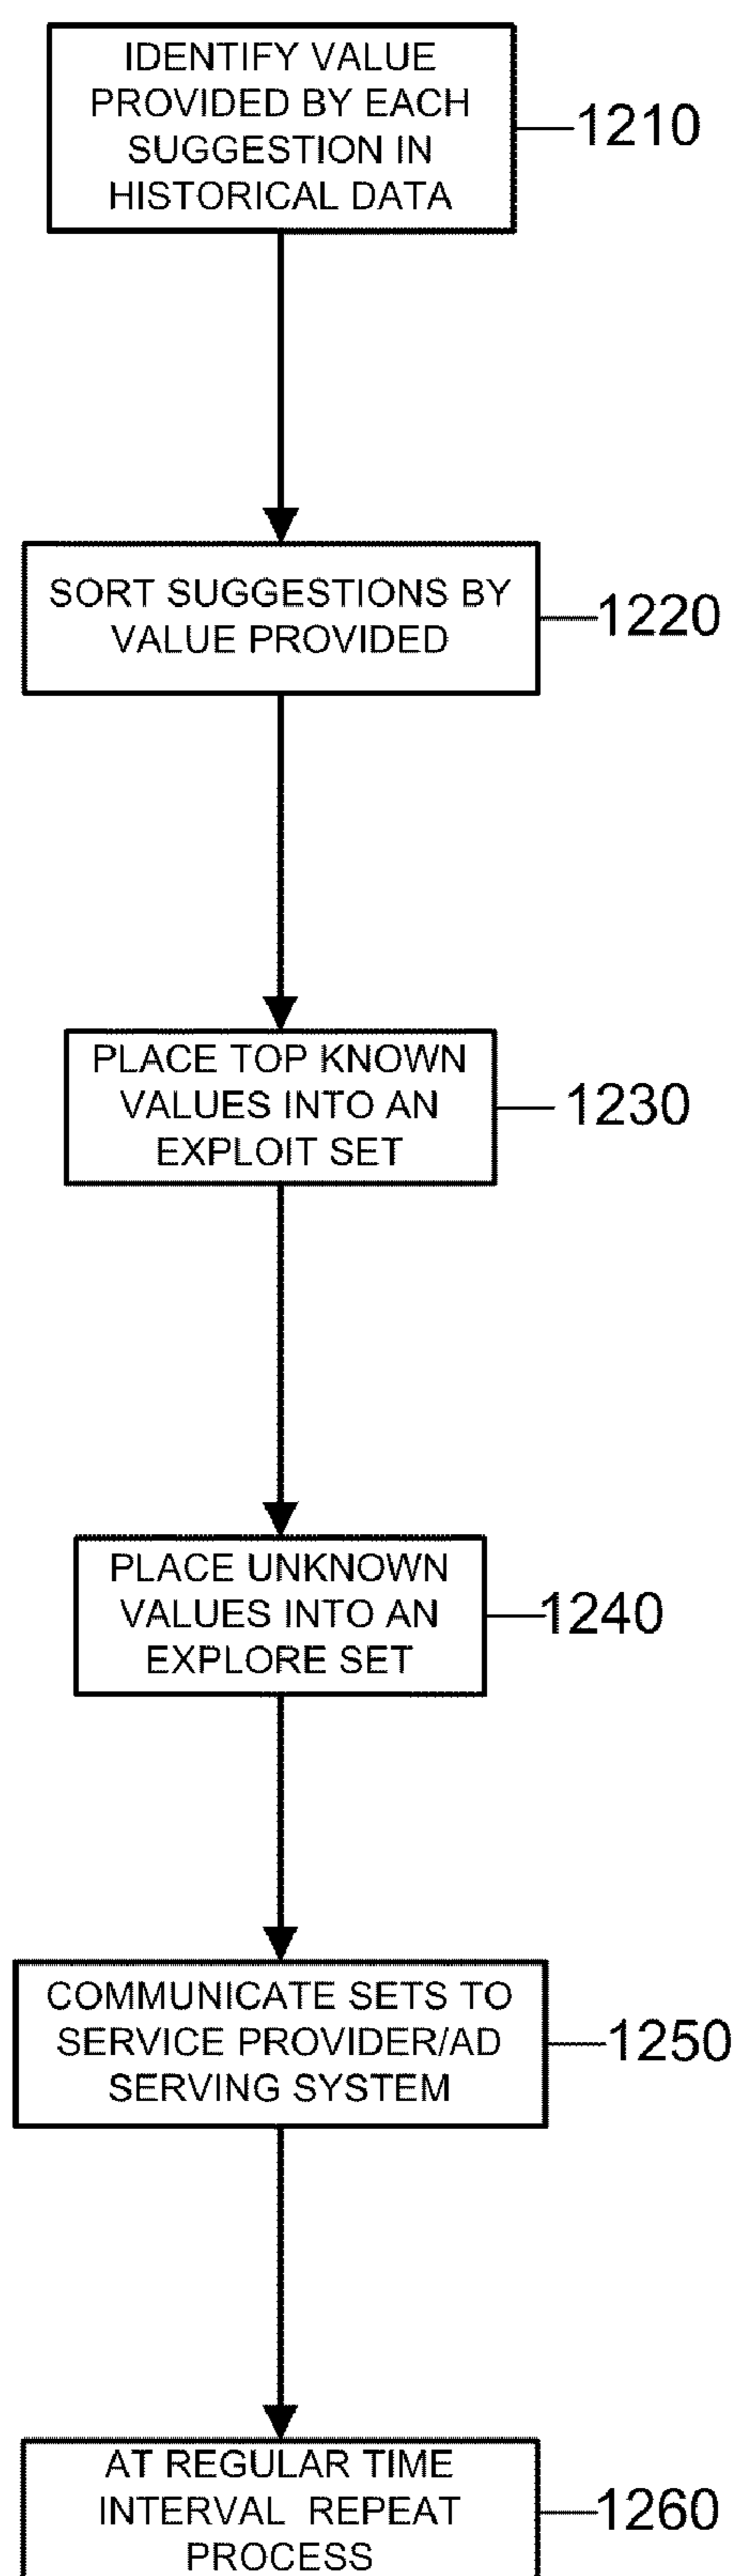 IDENTIFY VALUE
PROVIDED BY EACH
SUGGESTION IN
HISTORICAL DATA
1210
SORT SUGGESTIONS BY
VALUE PROVIDED
1220
PLACE TOP KNOWN
VALUES INTO AN
EXPLOIT SET
1230
PLACE UNKNOWN
VALUES INTO AN
EXPLORE SET
1240
COMMUNICATE SETS TO
SERVICE PROVIDER/AD
SERVING SYSTEM
1250
AT REGULAR TIME
INTERVAL REPEAT
PROCESS
1260